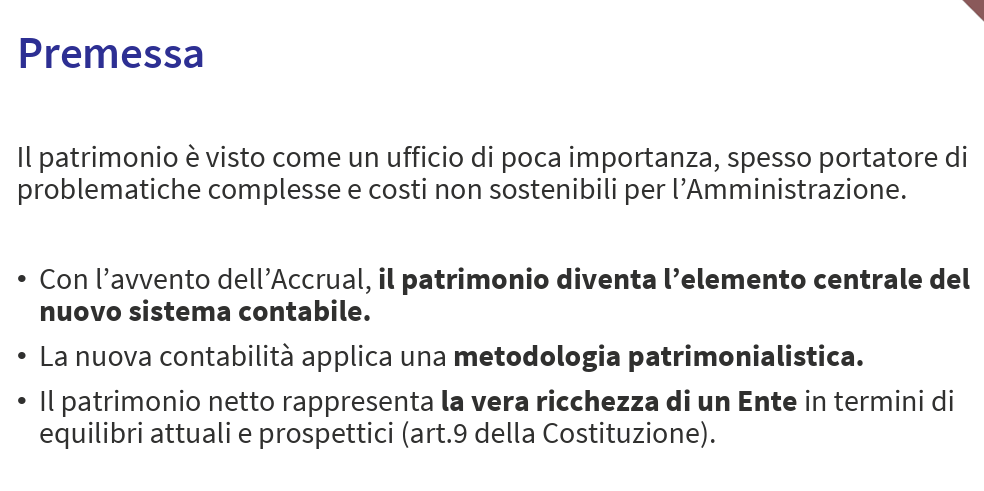 Premessa
Il patrimonio è visto come un ufficio di poca importanza, spesso portatore di
problematiche complesse e costi non sostenibili per l’Amministrazione.
• Con l’avvento dell’Accrual, il patrimonio diventa l’elemento centrale del
nuovo sistema contabile.
• La nuova contabilità applica una metodologia patrimonialistica.
• Il patrimonio netto rappresenta la vera ricchezza di un Ente in termini di
equilibri attuali e prospettici (art.9 della Costituzione).